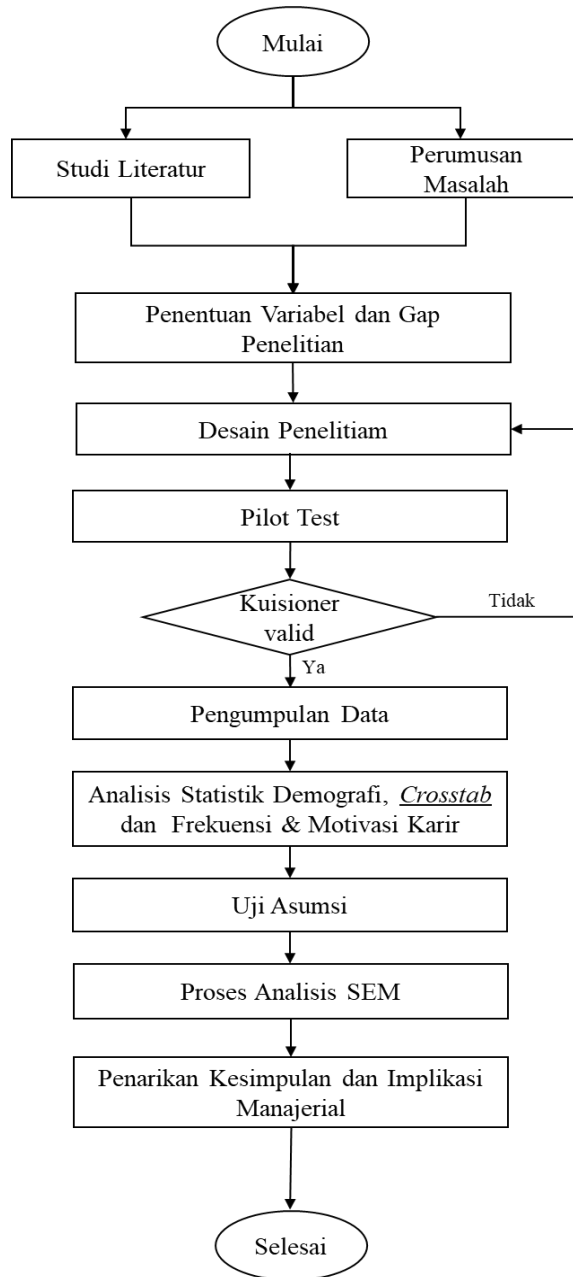 Mulai
Studi Literatur
Perumusan
Masalah
Penentuan Variabel dan Gap
Penelitian
Desain Penelitiam
Pilot Test
Kuisioner
valid
Tidak
Ya
Pengumpulan Data
Analisis Statistik Demografi, Crosstab
dan Frekuensi & Motivasi Karir
Uji Asumsi
Proses Analisis SEM
Penarikan Kesimpulan dan Implikasi
Manajerial
Selesai